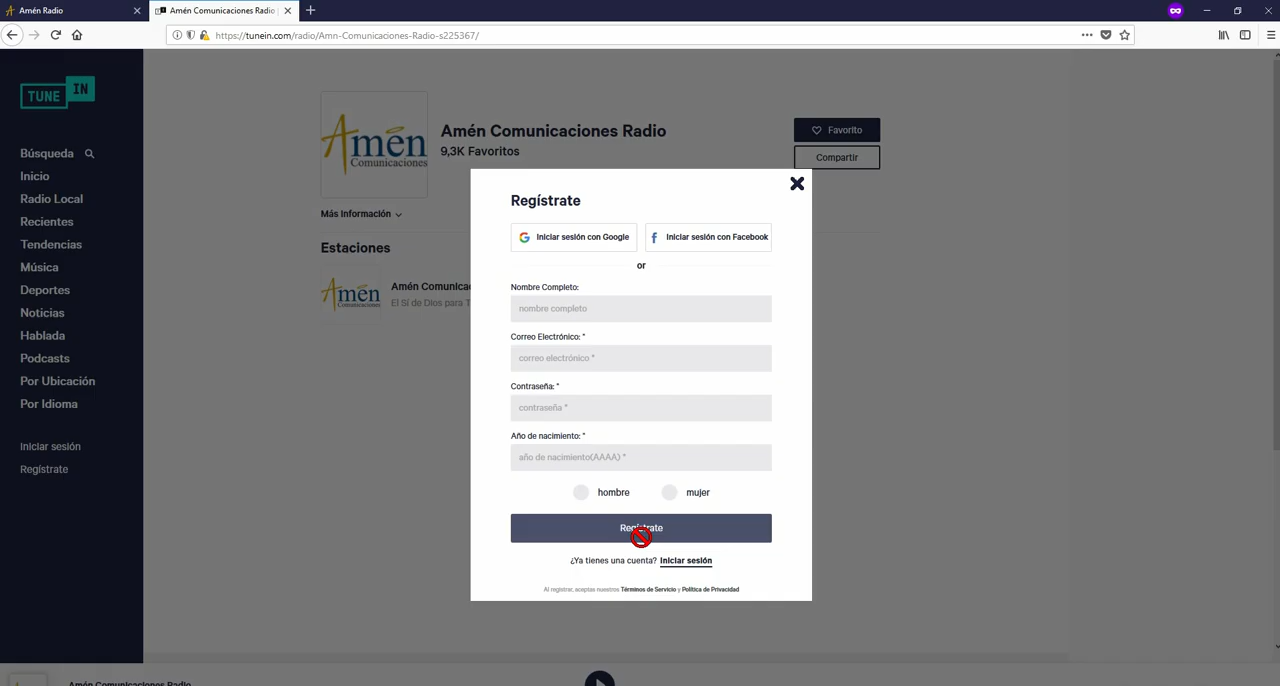 Amén Radio
Amén Comunicaciones Radio
https://tunein.com/radio/Amn-Comunicaciones-Radio-s225367/
TUNE IN
Búsqueda
Inicio
Radio Local
Recientes
Tendencias
Música
Deportes
Noticias
Hablada
Podcasts
Por Ubicación
Por Idioma
Iniciar sesión
Regístrate
Amén
Comunicaciones
Amén Comunicaciones Radio
9,3K Favoritos
Favorito
Compartir
Más Información
Estaciones
Amén
Comunicaciones
Amén Comunica
El Sí de Dios para T
Regístrate
Iniciar sesión con Google
Iniciar sesión con Facebook
or
Nombre Completo:
nombre completo
Correo Electrónico: *
correo electrónico *
Contraseña: *
contraseña *
Año de nacimiento: *
año de nacimiento(AAAA) *
hombre mujer
Regístrate
¿Ya tienes una cuenta? Iniciar sesión
Al registrar, aceptas nuestros Términos de Servicio y Política de Privacidad
Amén Comunicaciones Radio